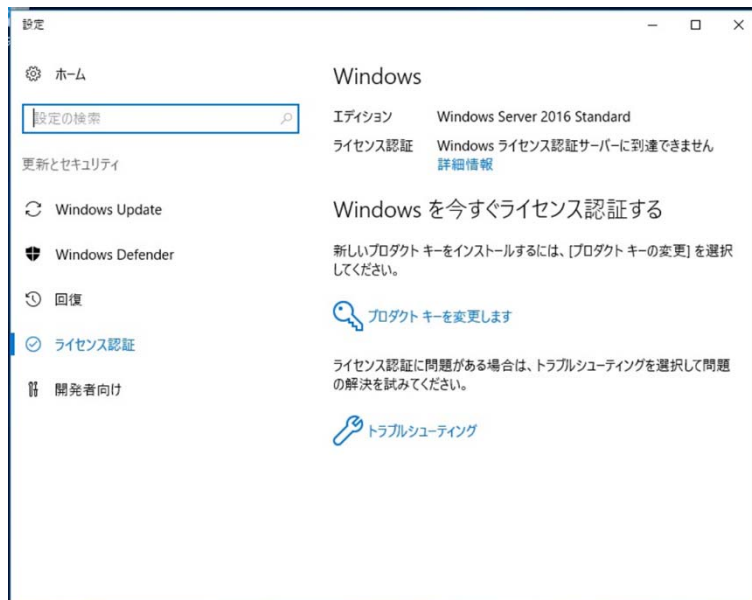 設定
ホーム
設定の検索
更新とセキュリティ
Windows Update
Windows Defender
回復
ライセンス認証
開発者向け
Windows
エディション Windows Server 2016 Standard
ライセンス認証 Windows ライセンス認証サーバーに到達できません
詳細情報
Windows を今すぐライセンス認証する
新しいプロダクト キーをインストールするには、[プロダクト キーの変更] を選択
してください。
プロダクト キーを変更します
ライセンス認証に問題がある場合は、トラブルシューティングを選択して問題
の解決を試みてください。
トラブルシューティング